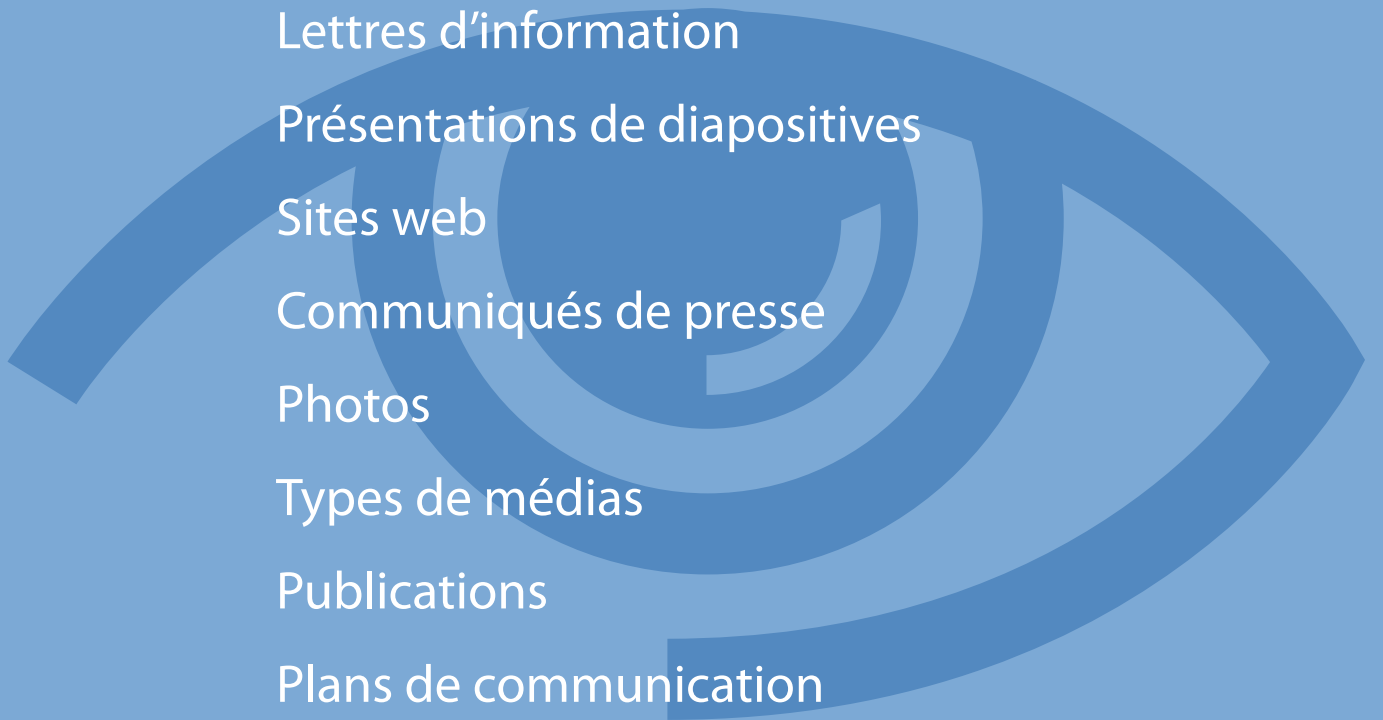 Lettres d’information
Présentations de diapositives
Sites web
Communiqués de presse
Photos
Types de médias
Publications
Plans de communication